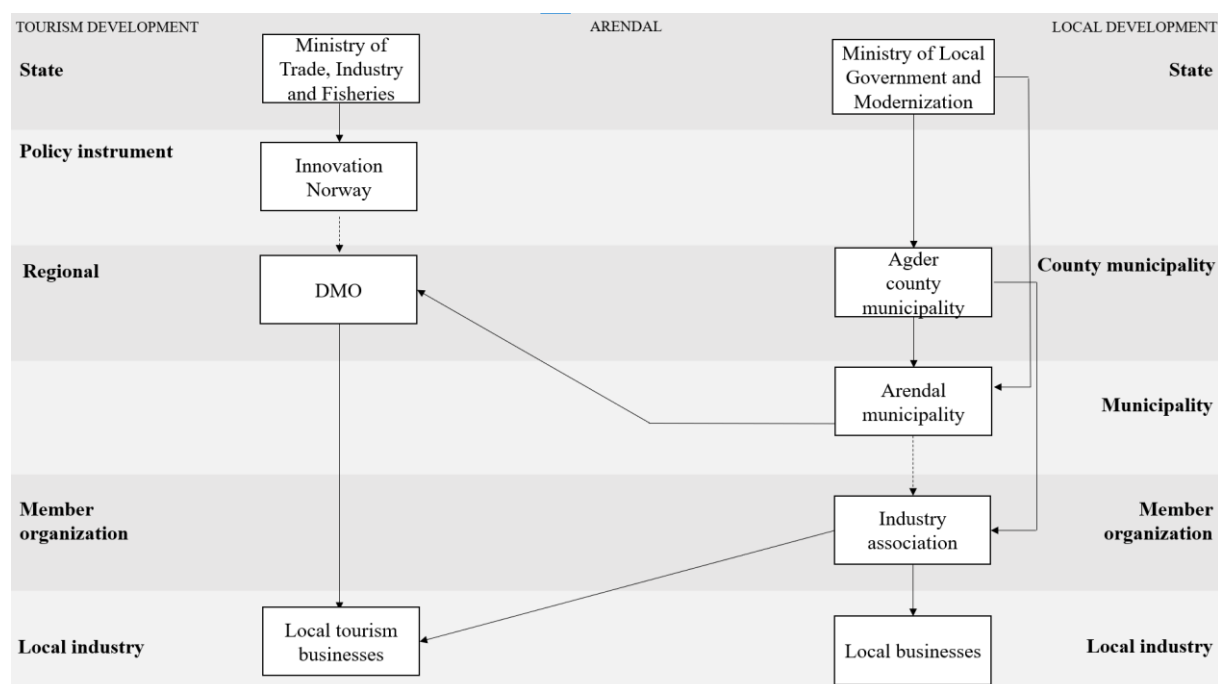 TOURISM DEVELOPMENT
ARENDAL
LOCAL DEVELOPMENT
State
Ministry of
Trade, Industry
and Fisheries
Ministry of Local
Government and
Modernization
State
Policy instrument
Innovation
Norway
Regional
DMO
Agder
county
municipality
County municipality
Arendal
municipality
Municipality
Member
organization
Industry
association
Member
organization
Local industry
Local tourism
businesses
Local businesses
Local industry